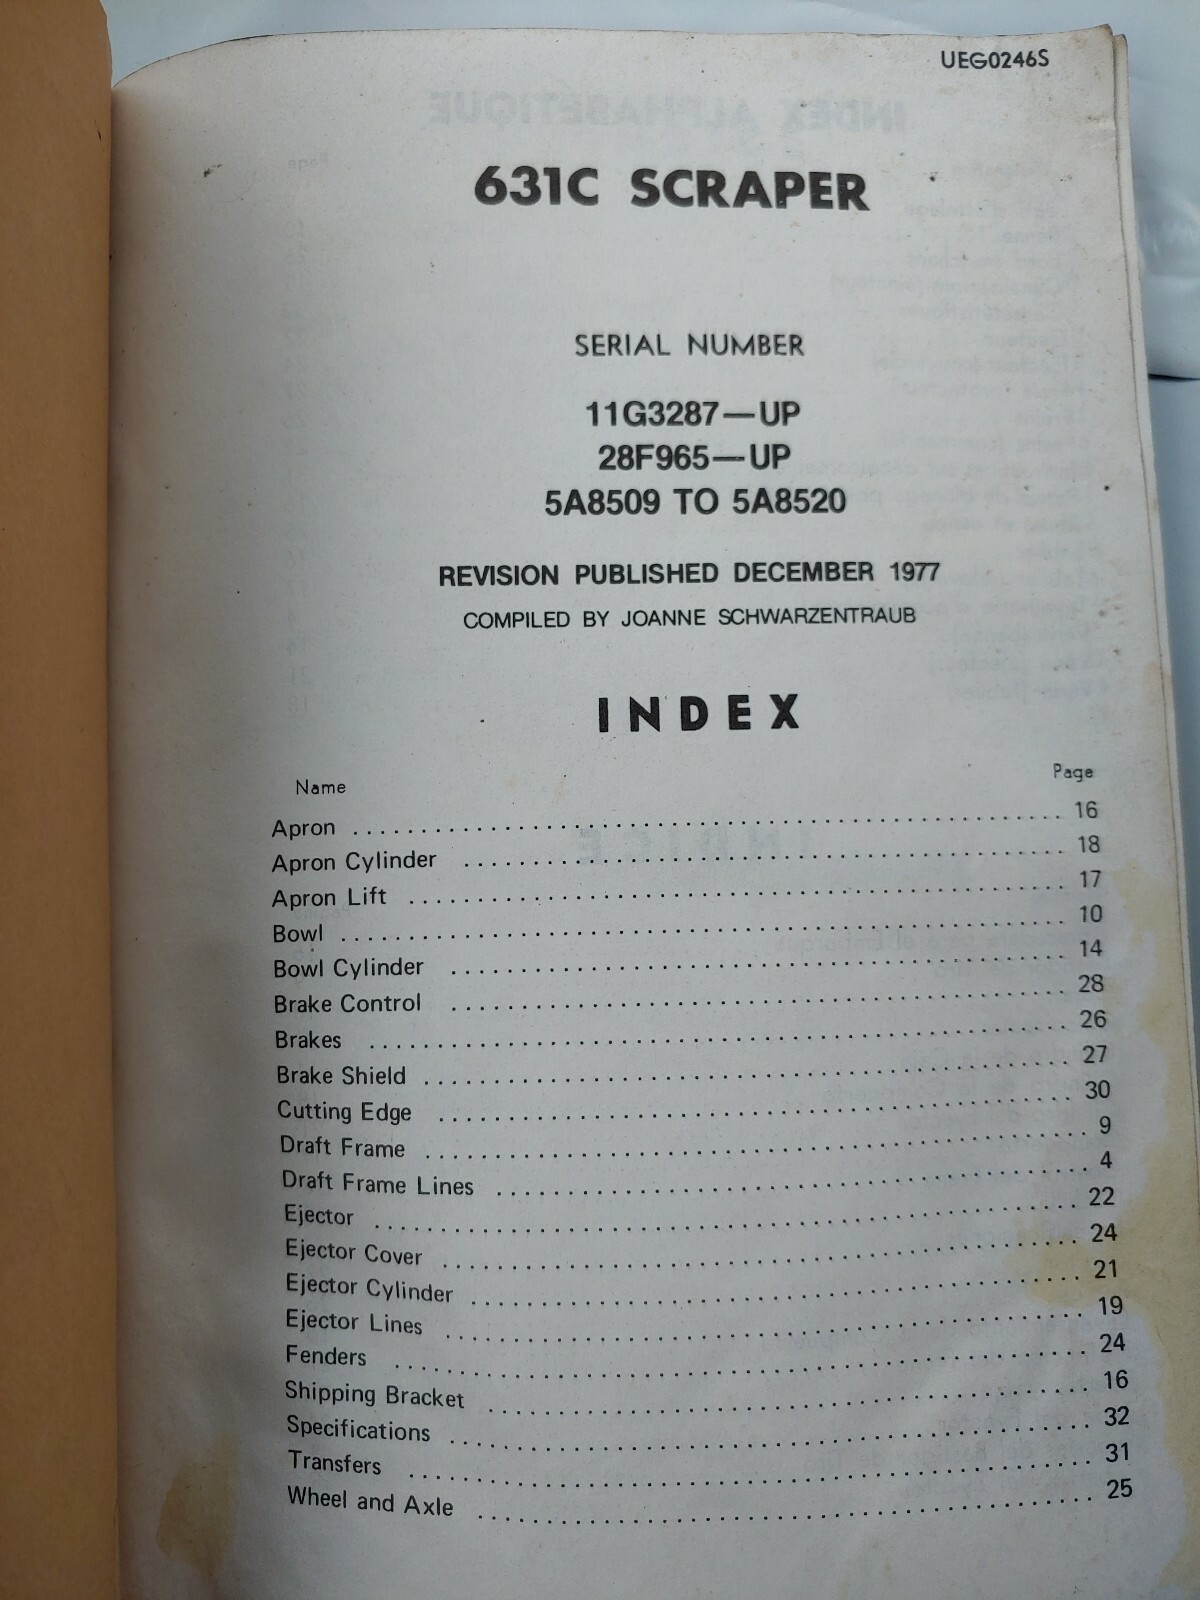 UEG0246S
631C SCRAPER
SERIAL NUMBER
11G3287—UP
28F965—UP
5A8509 TO 5A8520
REVISION PUBLISHED DECEMBER 1977
COMPILED BY JOANNE SCHWARZENTRAUB
INDEX
Name Page
Apron 16
Apron Cylinder 18
Apron Lift 17
Bowl 10
Bowl Cylinder 14
Brake Control 28
Brakes 26
Brake Shield 27
Cutting Edge 30
Draft Frame 9
Draft Frame Lines 4
Ejector 22
Ejector Cover 24
Ejector Cylinder 21
Ejector Lines 19
Fenders 24
Shipping Bracket 16
Specifications 32
Transfers 31
Wheel and Axle 25